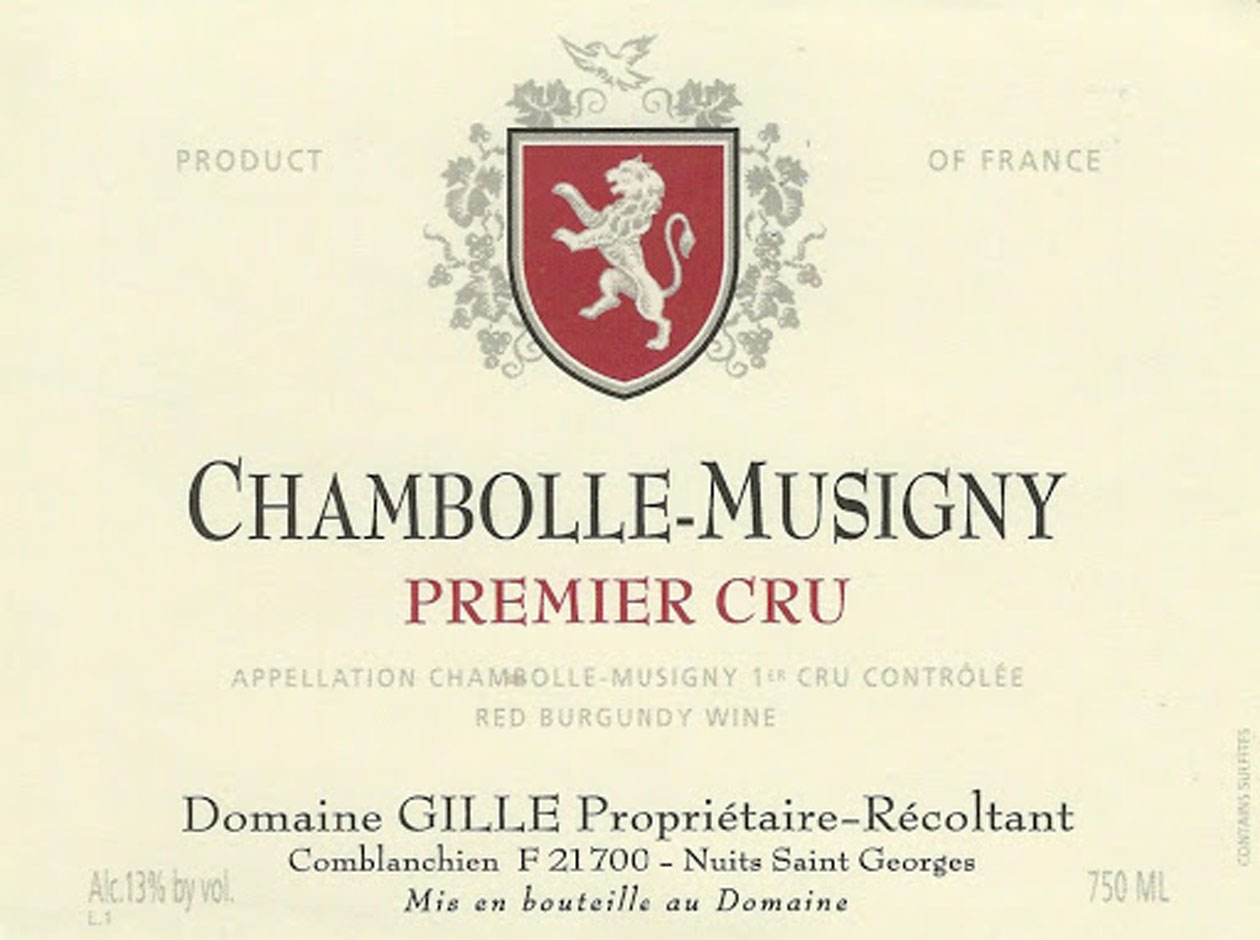 PRODUCT OF FRANCE
CHAMBOLLE-MUSIGNY
PREMIER CRU
APPELLATION CHAMBOLLE-MUSIGNY 1ER CRU CONTRÔLÉE
RED BURGUNDY WINE
Domaine GILLE Propriétaire-Récoltant
Comblanchien F 21700 - Nuits Saint Georges
Mis en bouteille au Domaine
Alc.13% by vol.
L.1
750 ML
CONTAINS SULFITES